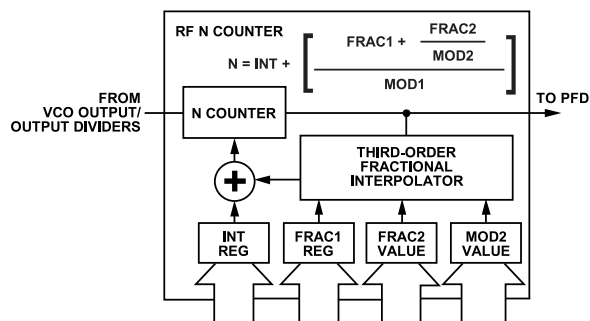 RF N COUNTER
N = INT +
FRAC1 +
FRAC2
MOD2
MOD1
FROM
VCO OUTPUT/
OUTPUT DIVIDERS
N COUNTER
TO PFD
THIRD-ORDER
FRACTIONAL
INTERPOLATOR
+
INT
REG
FRAC1
REG
FRAC2
VALUE
MOD2
VALUE